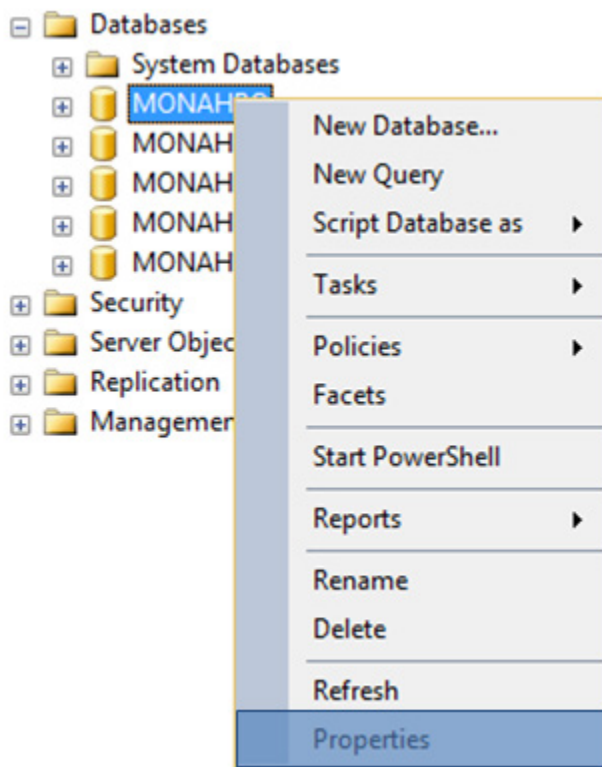 Databases
System Databases
MONAH
MONAH
MONAH
MONAH
MONAH
Security
Server Objec
Replication
Managemen
New Database...
New Query
Script Database as
Tasks
Policies
Facets
Start PowerShell
Reports
Rename
Delete
Refresh
Properties